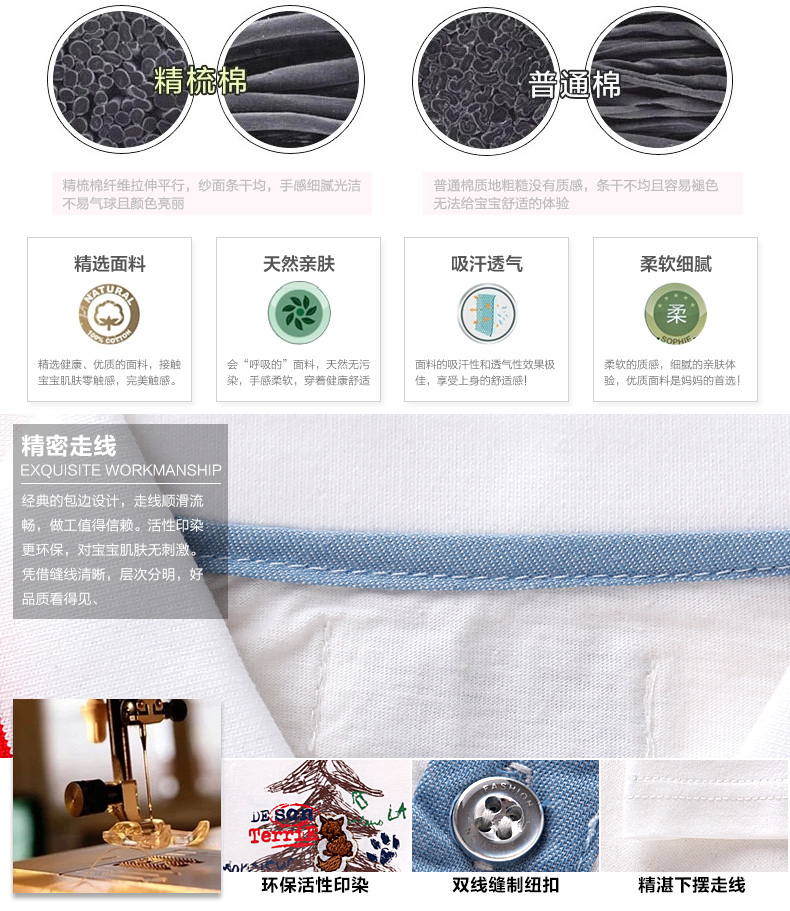 精梳棉
普通棉
精梳棉纤维拉伸平行，纱面条干均，手感细腻光洁
不易气球且颜色亮丽
普通棉质地粗糙没有质感，条干不均且容易褪色
无法给宝宝舒适的体验
精选面料
NATURAL
100% COTTON
精选健康、优质的面料，接触
宝宝肌肤零触感，完美触感。
天然亲肤
会“呼吸的”面料，天然无污
染，手感柔软，穿着健康舒适
吸汗透气
面料的吸汗性和透气性效果极
佳，享受上身的舒适感！
柔软细腻
柔
SOPHIE
柔软的质感，细腻的亲肤体
验，优质面料是妈妈的首选！
精密走线
EXQUISITE WORKMANSHIP
经典的包边设计，走线顺滑流
畅，做工值得信赖。活性印染
更环保，对宝宝肌肤无刺激。
凭借缝线清晰，层次分明，好
品质看得见、
DE son
TerriE
iA
FASHION
环保活性印染
双线缝制纽扣
精湛下摆走线